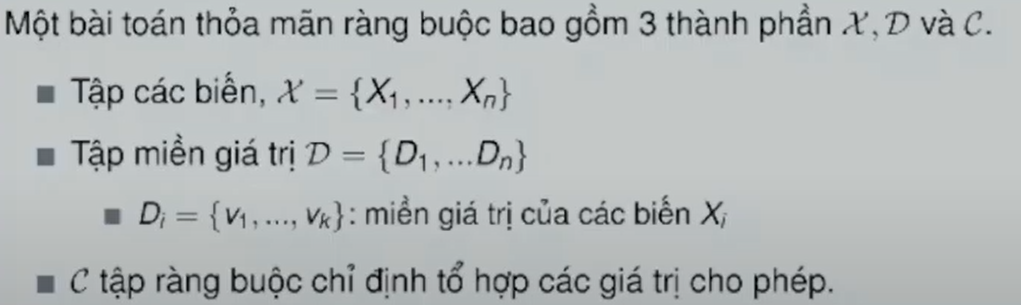 Một bài toán thỏa mãn ràng buộc bao gồm 3 thành phần 𝒳, 𝒟 và 𝒞.
■ Tập các biến, 𝒳 = {X₁, ..., Xₙ}
■ Tập miền giá trị 𝒟 = {D₁, ...Dₙ}
■ Dᵢ = {v₁, ..., vₖ}: miền giá trị của các biến Xᵢ
■ 𝒞 tập ràng buộc chỉ định tổ hợp các giá trị cho phép.